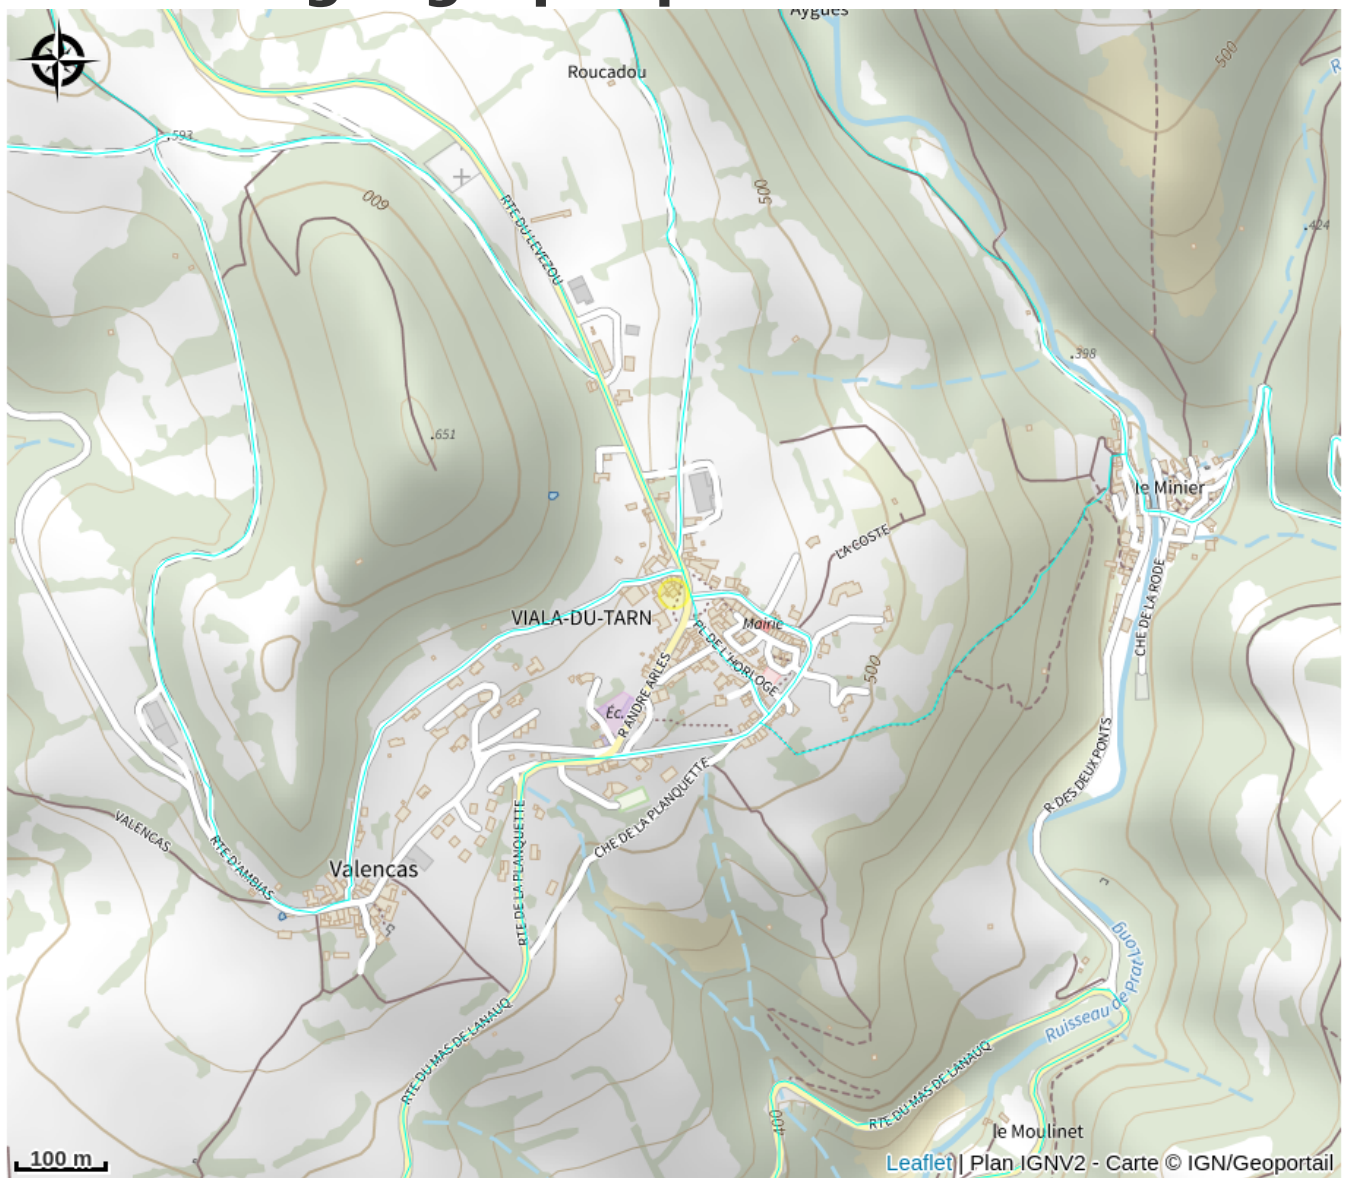 Aygues
Roucadou
500
593
600
500
424
RTE DU LEVEZOU
398
651
le Minier
LA COSTE
VIALA-DU-TARN
Mairie
PL DE L'HORLOGE
CHE DE LA RODE
500
R ANDRE ARLES
Éc.
R DES DEUX PONTS
CHE DE LA PLANQUETTE
RTE DE LA PLANQUETTE
VALENCAS
RTE D'AMBIAS
Valencas
Ruisseau de Prat Long
RTE DU MAS DE LANAUQ
RTE DU MAS DE LANAUQ
400
le Moulinet
100 m
Leaflet | Plan IGNV2 - Carte © IGN/Geoportail